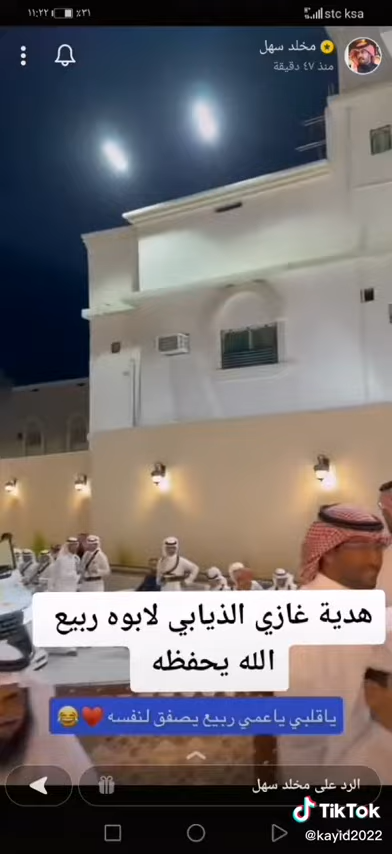 ١١:٢٢ ٪٣١ stc ksa
مخلد سهل
منذ ٤٧ دقيقة
هدية غازي الذيابي لابوه ربيع
الله يحفظه
ياقلبي ياعمي ربيع يصفق لنفسه ❤️😂
الرد على مخلد سهل
TikTok
@kayid2022